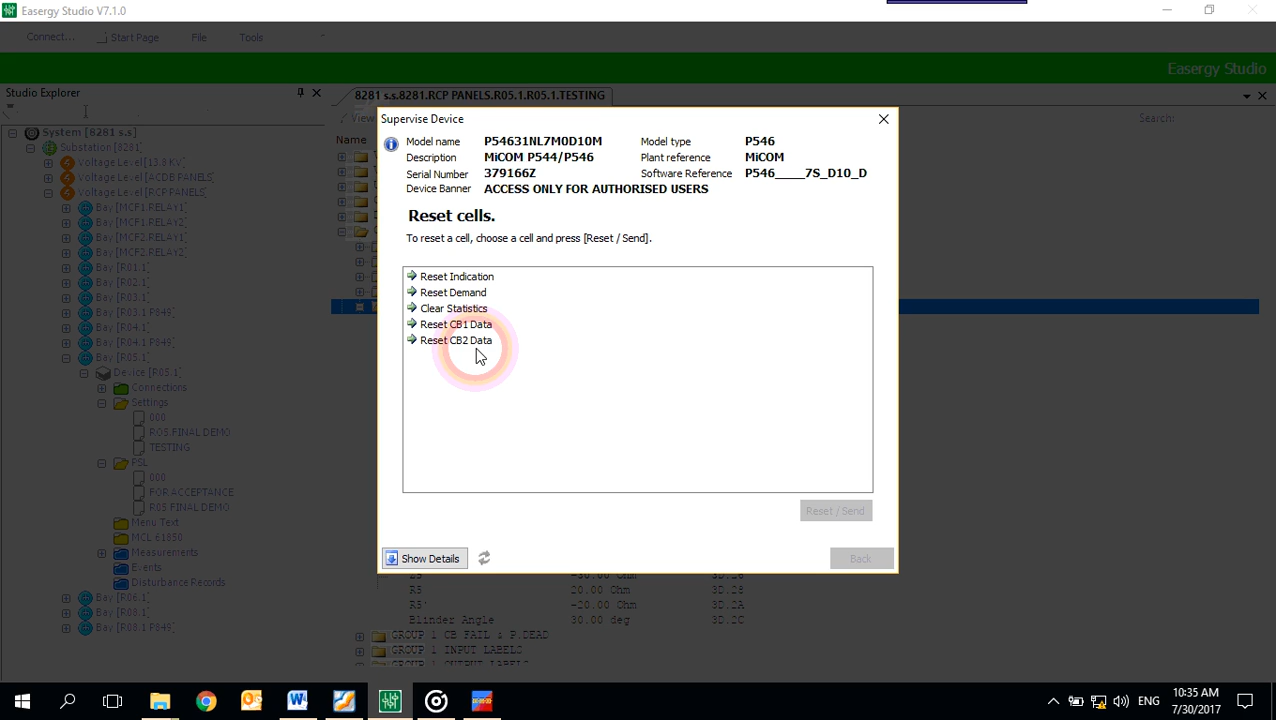 Easergy Studio V7.1.0
Connect...
Start Page
File
Tools
Easergy Studio
Studio Explorer
8281 s.s.8281.RCP PANELS.R05.1.R05.1.TESTING
Search:
Name
System [8281 s.s]
Substation [8281 s.s]
Voltage Level[13.8 KV]
Voltage Level [ACDB PANELS]
Voltage Level [RCP PANELS]
Bay [MCF1.RELAY1]
Bay [MCF1.RELAY2]
Bay [MCF2.RELAY1]
Bay [MCF2.RELAY2]
Bay [R01.1]
Bay [R02.1]
Bay [R03.1]
Bay [R03.1 P849]
Bay [R04.1]
Bay [R04.1 P849]
Bay [R05.1]
Device [R05.1]
Connections
Settings
000
R05.FINAL DEMO
TESTING
PSL
000
FOR ACCEPTANCE
R05 FINAL DEMO
Menu Text
MCL 61850
Measurements
Events
Disturbance Records
Bay [R06.1]
Bay [R08.1]
Bay [R08.1 P849]
Supervise Device
Model name P54631NL7M0D10M Model type P546
Description MiCOM P544/P546 Plant reference MiCOM
Serial Number 379166Z Software Reference P546____7S_D10_D
Device Banner ACCESS ONLY FOR AUTHORISED USERS
Reset cells.
To reset a cell, choose a cell and press [Reset / Send].
Reset Indication
Reset Demand
Clear Statistics
Reset CB1 Data
Reset CB2 Data
Reset / Send
Show Details
Back
R5 20.00 Ohm 3D.28
R5' -20.00 Ohm 3D.2A
Blinder Angle 30.00 deg 3D.2C
GROUP 1 CB FAIL & P.DEAD
GROUP 1 INPUT LABELS
GROUP 1 OUTPUT LABELS
ENG
10:35 AM
7/30/2017